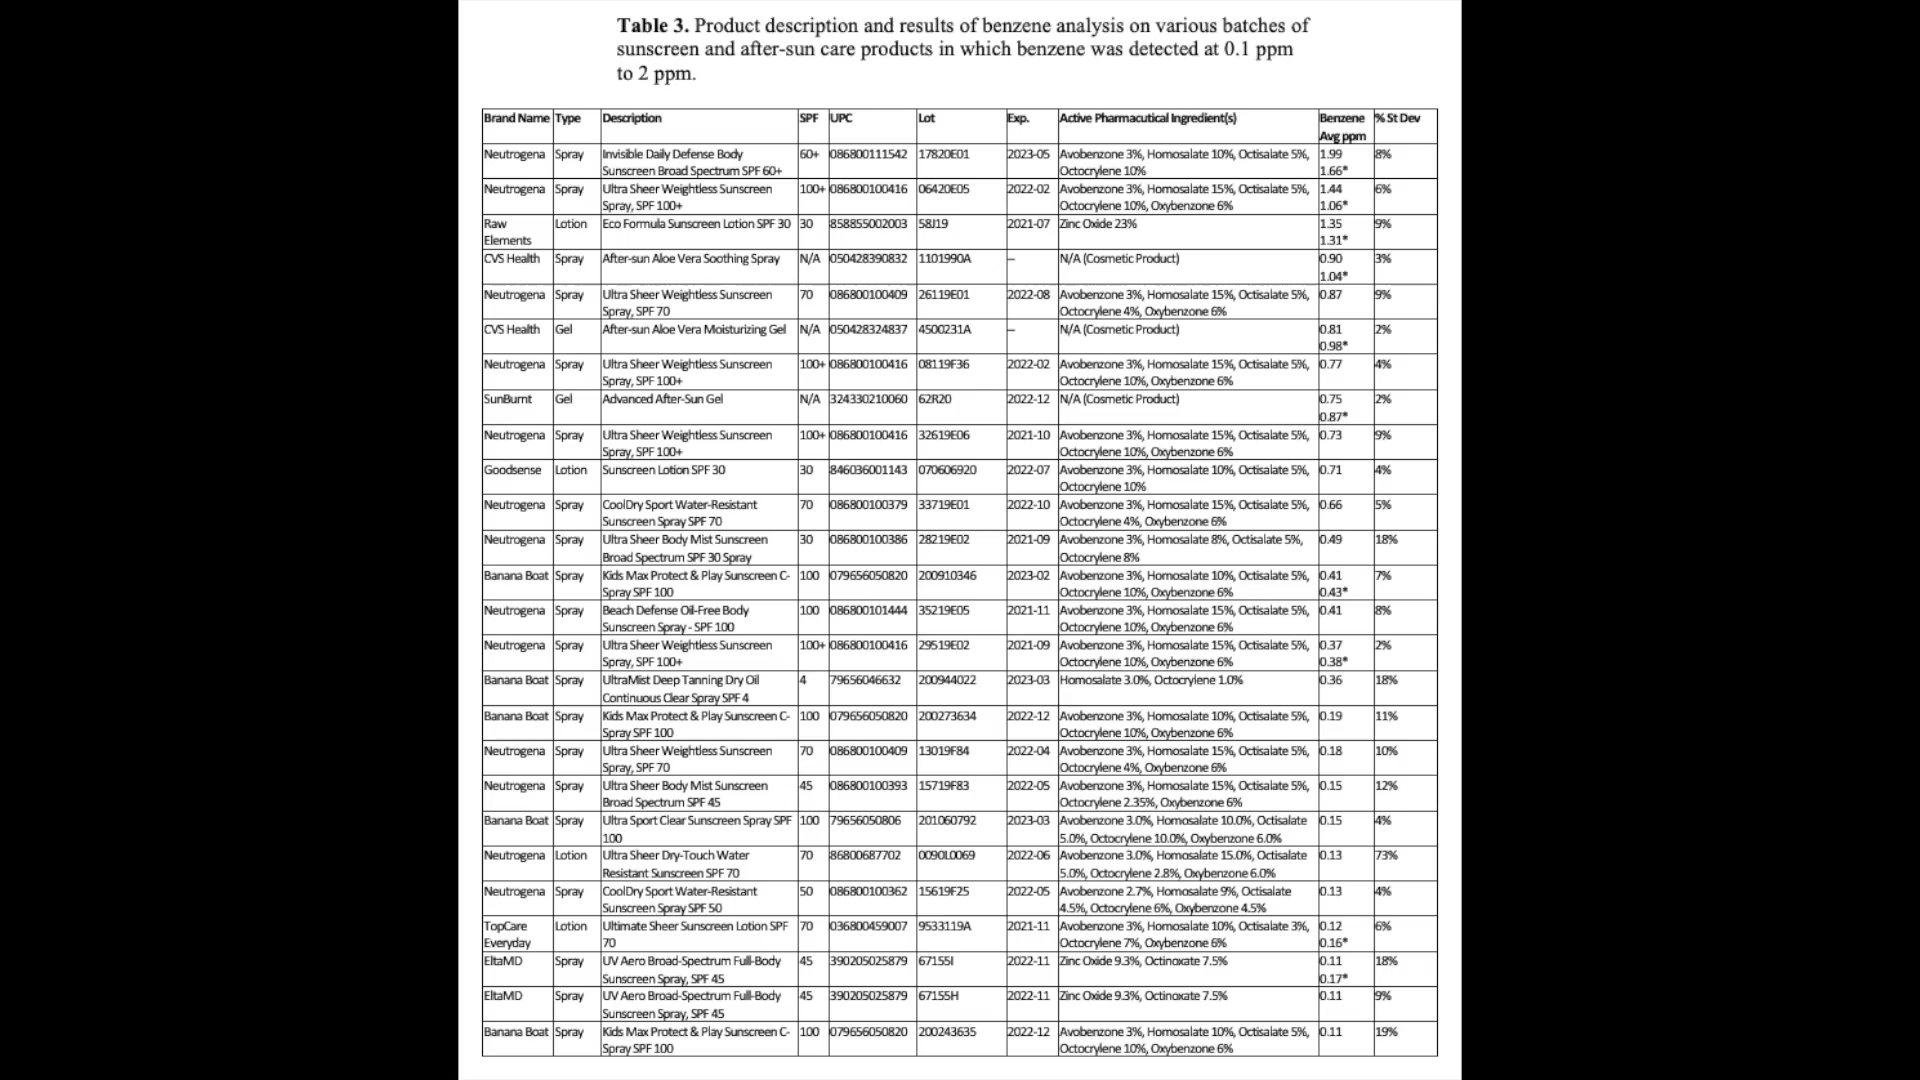 Table 3. Product description and results of benzene analysis on various batches of
sunscreen and after-sun care products in which benzene was detected at 0.1 ppm
to 2 ppm.
Brand Name Type Description SPF UPC Lot Exp. Active Pharmacutical Ingredient(s) Benzene % St Dev
Avg ppm
Neutrogena Spray Invisible Daily Defense Body 60+ 086800111542 17820E01 2023-05 Avobenzone 3%, Homosalate 10%, Octisalate 5%, 1.99 8%
Sunscreen Broad Spectrum SPF 60+ Octocrylene 10% 1.66*
Neutrogena Spray Ultra Sheer Weightless Sunscreen 100+ 086800100416 06420E05 2022-02 Avobenzone 3%, Homosalate 15%, Octisalate 5%, 1.44 6%
Spray, SPF 100+ Octocrylene 10%, Oxybenzone 6% 1.06*
Raw Lotion Eco Formula Sunscreen Lotion SPF 30 30 858855002003 58J19 2021-07 Zinc Oxide 23% 1.35 9%
Elements 1.31*
CVS Health Spray After-sun Aloe Vera Soothing Spray N/A 050428390832 1101990A – N/A (Cosmetic Product) 0.90 3%
1.04*
Neutrogena Spray Ultra Sheer Weightless Sunscreen 70 086800100409 26119E01 2022-08 Avobenzone 3%, Homosalate 15%, Octisalate 5%, 0.87 9%
Spray, SPF 70 Octocrylene 4%, Oxybenzone 6%
CVS Health Gel After-sun Aloe Vera Moisturizing Gel N/A 050428324837 4500231A – N/A (Cosmetic Product) 0.81 2%
0.98*
Neutrogena Spray Ultra Sheer Weightless Sunscreen 100+ 086800100416 08119F36 2022-02 Avobenzone 3%, Homosalate 15%, Octisalate 5%, 0.77 4%
Spray, SPF 100+ Octocrylene 10%, Oxybenzone 6%
SunBurnt Gel Advanced After-Sun Gel N/A 324330210060 62R20 2022-12 N/A (Cosmetic Product) 0.75 2%
0.87*
Neutrogena Spray Ultra Sheer Weightless Sunscreen 100+ 086800100416 32619E06 2021-10 Avobenzone 3%, Homosalate 15%, Octisalate 5%, 0.73 9%
Spray, SPF 100+ Octocrylene 10%, Oxybenzone 6%
Goodsense Lotion Sunscreen Lotion SPF 30 30 846036001143 070606920 2022-07 Avobenzone 3%, Homosalate 10%, Octisalate 5%, 0.71 4%
Octocrylene 10%
Neutrogena Spray CoolDry Sport Water-Resistant 70 086800100379 33719E01 2022-10 Avobenzone 3%, Homosalate 15%, Octisalate 5%, 0.66 5%
Sunscreen Spray SPF 70 Octocrylene 4%, Oxybenzone 6%
Neutrogena Spray Ultra Sheer Body Mist Sunscreen 30 086800100386 28219E02 2021-09 Avobenzone 3%, Homosalate 8%, Octisalate 5%, 0.49 18%
Broad Spectrum SPF 30 Spray Octocrylene 8%
Banana Boat Spray Kids Max Protect & Play Sunscreen C- 100 079656050820 200910346 2023-02 Avobenzone 3%, Homosalate 10%, Octisalate 5%, 0.41 7%
Spray SPF 100 Octocrylene 10%, Oxybenzone 6% 0.43*
Neutrogena Spray Beach Defense Oil-Free Body 100 086800101444 35219E05 2021-11 Avobenzone 3%, Homosalate 15%, Octisalate 5%, 0.41 8%
Sunscreen Spray - SPF 100 Octocrylene 10%, Oxybenzone 6%
Neutrogena Spray Ultra Sheer Weightless Sunscreen 100+ 086800100416 29519E02 2021-09 Avobenzone 3%, Homosalate 15%, Octisalate 5%, 0.37 2%
Spray, SPF 100+ Octocrylene 10%, Oxybenzone 6% 0.38*
Banana Boat Spray UltraMist Deep Tanning Dry Oil 4 79656046632 200944022 2023-03 Homosalate 3.0%, Octocrylene 1.0% 0.36 18%
Continuous Clear Spray SPF 4
Banana Boat Spray Kids Max Protect & Play Sunscreen C- 100 079656050820 200273634 2022-12 Avobenzone 3%, Homosalate 10%, Octisalate 5%, 0.19 11%
Spray SPF 100 Octocrylene 10%, Oxybenzone 6%
Neutrogena Spray Ultra Sheer Weightless Sunscreen 70 086800100409 13019F84 2022-04 Avobenzone 3%, Homosalate 15%, Octisalate 5%, 0.18 10%
Spray, SPF 70 Octocrylene 4%, Oxybenzone 6%
Neutrogena Spray Ultra Sheer Body Mist Sunscreen 45 086800100393 15719F83 2022-05 Avobenzone 3%, Homosalate 15%, Octisalate 5%, 0.15 12%
Broad Spectrum SPF 45 Octocrylene 2.35%, Oxybenzone 6%
Banana Boat Spray Ultra Sport Clear Sunscreen Spray SPF 100 79656050806 201060792 2023-03 Avobenzone 3.0%, Homosalate 10.0%, Octisalate 0.15 4%
100 5.0%, Octocrylene 10.0%, Oxybenzone 6.0%
Neutrogena Lotion Ultra Sheer Dry-Touch Water 70 86800687702 0090L0069 2022-06 Avobenzone 3.0%, Homosalate 15.0%, Octisalate 0.13 73%
Resistant Sunscreen SPF 70 5.0%, Octocrylene 2.8%, Oxybenzone 6.0%
Neutrogena Spray CoolDry Sport Water-Resistant 50 086800100362 15619F25 2022-05 Avobenzone 2.7%, Homosalate 9%, Octisalate 0.13 4%
Sunscreen Spray SPF 50 4.5%, Octocrylene 6%, Oxybenzone 4.5%
TopCare Lotion Ultimate Sheer Sunscreen Lotion SPF 70 036800459007 9533119A 2021-11 Avobenzone 3%, Homosalate 10%, Octisalate 3%, 0.12 6%
Everyday 70 Octocrylene 7%, Oxybenzone 6% 0.16*
EltaMD Spray UV Aero Broad-Spectrum Full-Body 45 390205025879 67155I 2022-11 Zinc Oxide 9.3%, Octinoxate 7.5% 0.11 18%
Sunscreen Spray, SPF 45 0.17*
EltaMD Spray UV Aero Broad-Spectrum Full-Body 45 390205025879 67155H 2022-11 Zinc Oxide 9.3%, Octinoxate 7.5% 0.11 9%
Sunscreen Spray, SPF 45
Banana Boat Spray Kids Max Protect & Play Sunscreen C- 100 079656050820 200243635 2022-12 Avobenzone 3%, Homosalate 10%, Octisalate 5%, 0.11 19%
Spray SPF 100 Octocrylene 10%, Oxybenzone 6%